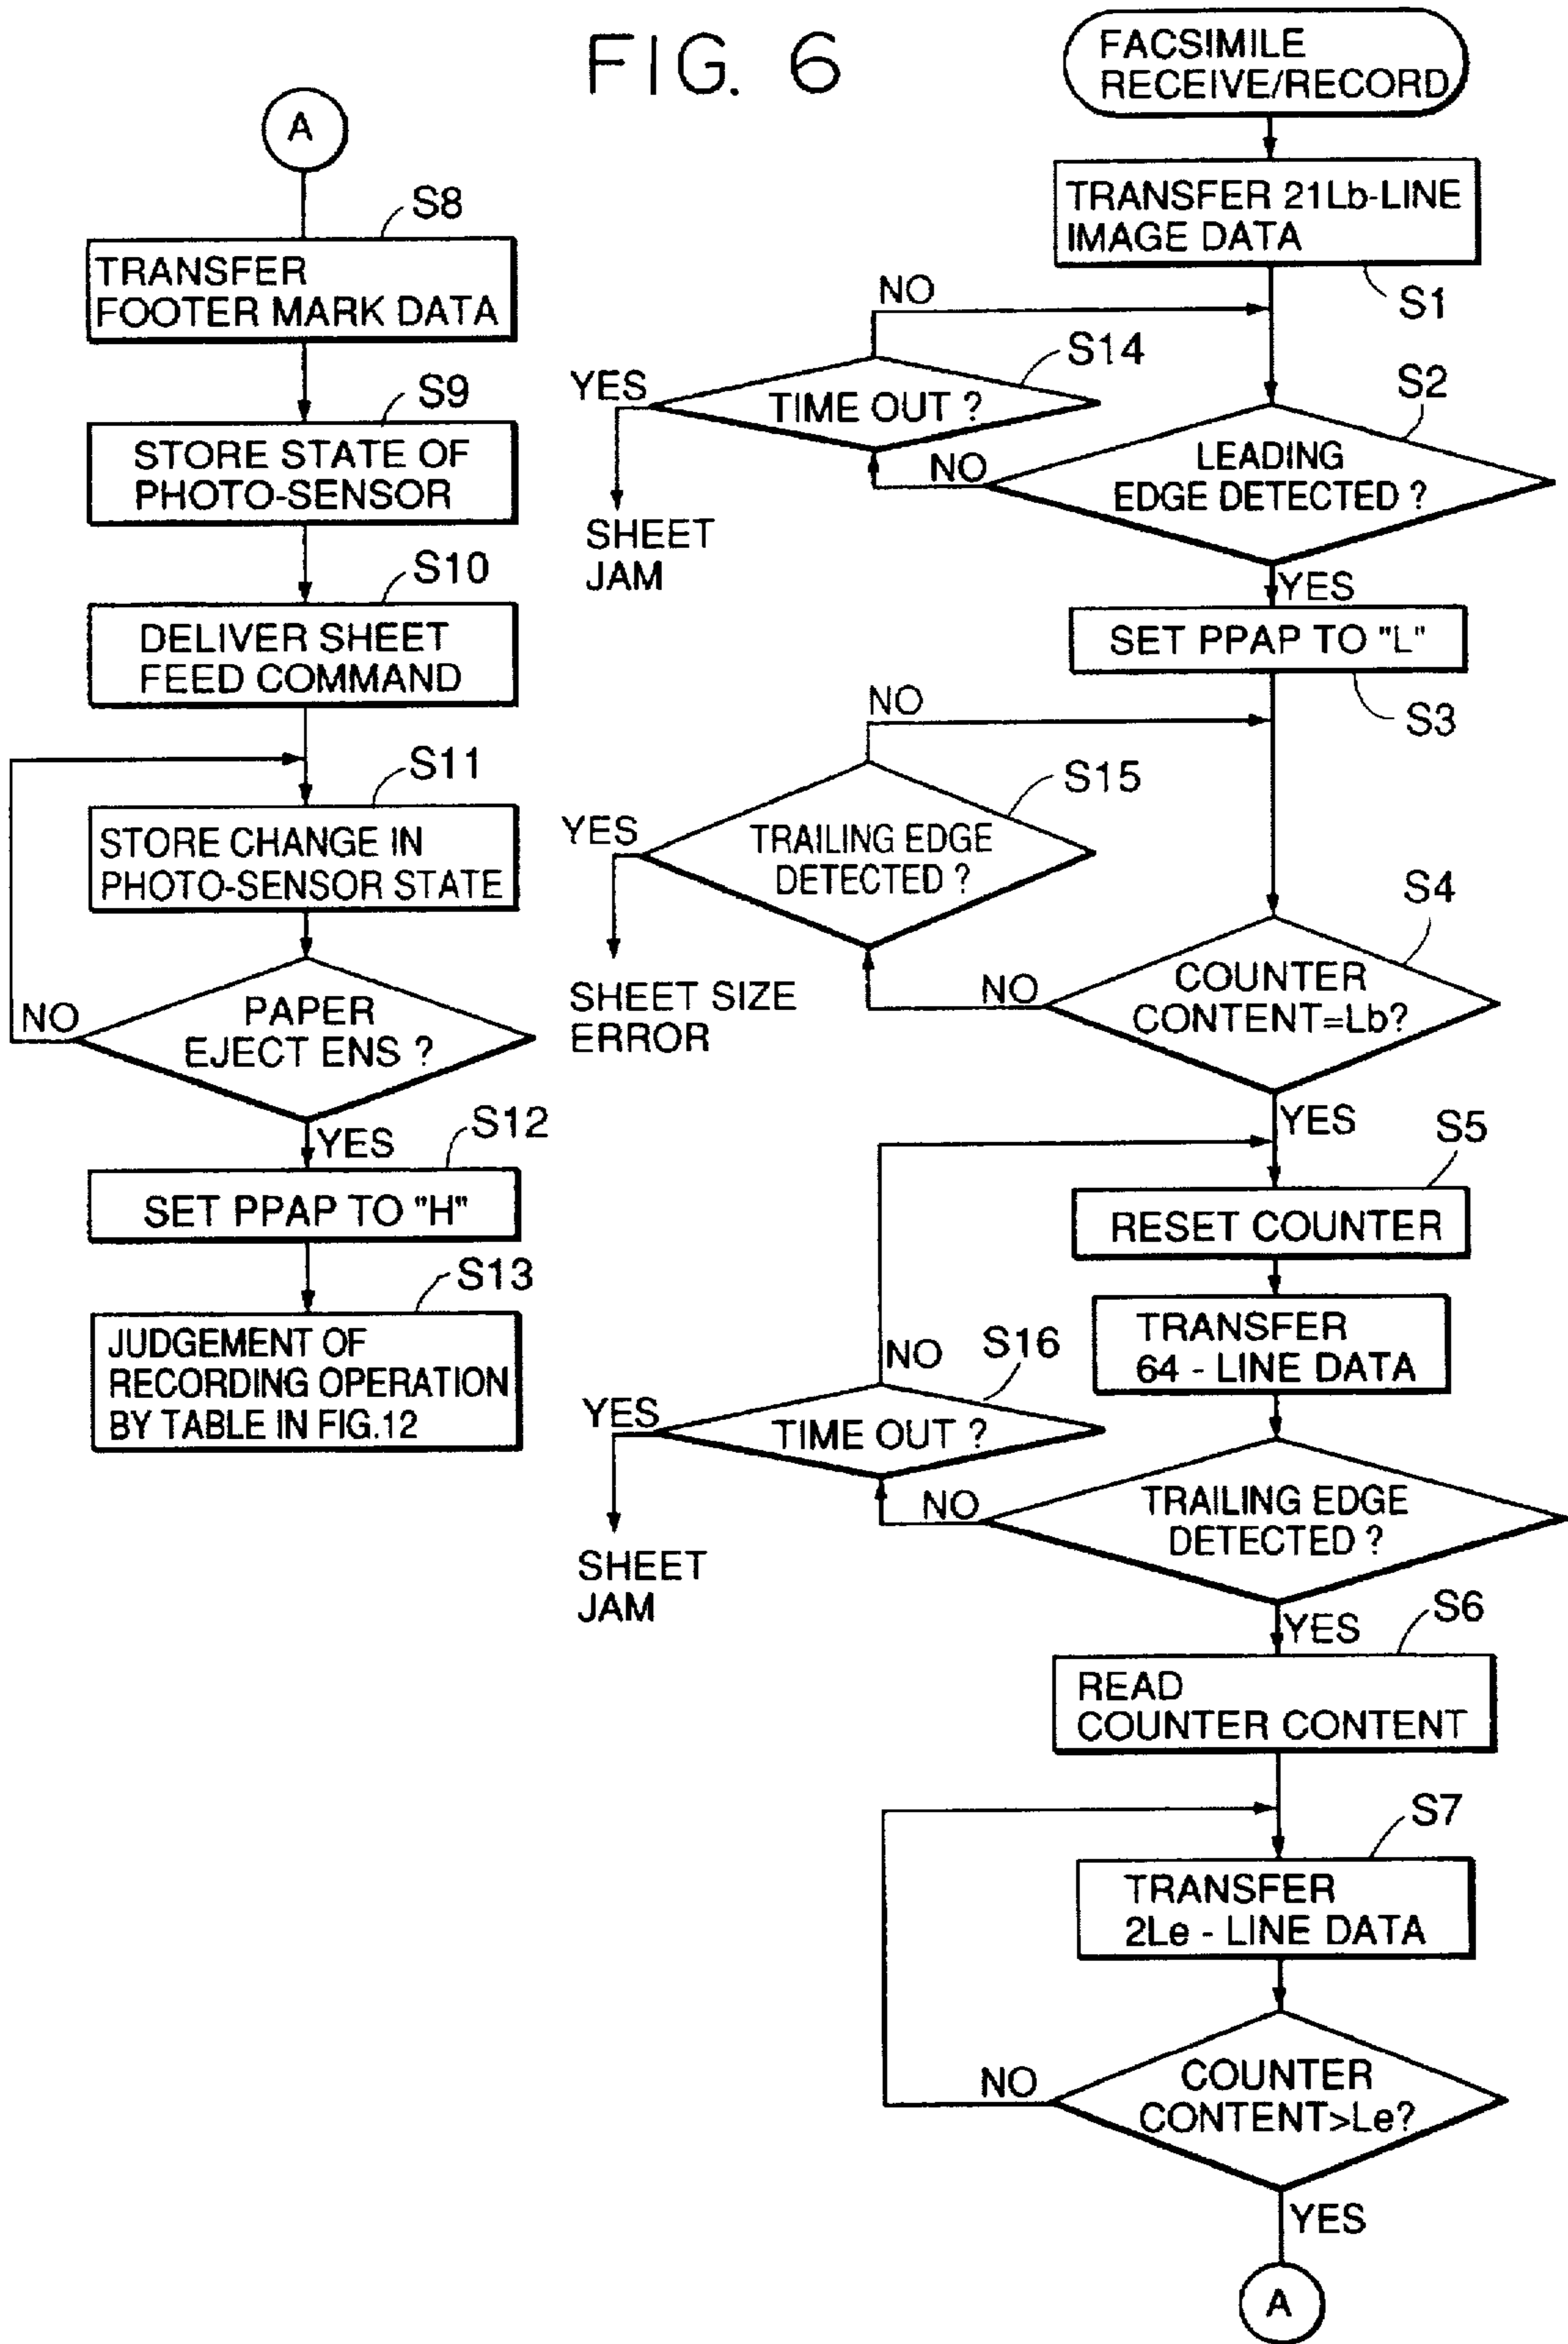 FIG. 6
FACSIMILE
RECEIVE/RECORD
TRANSFER 21Lb-LINE
IMAGE DATA
S1
NO
S14
TIME OUT ?
YES
SHEET
JAM
S2
LEADING
EDGE DETECTED ?
NO
YES
SET PPAP TO "L"
S3
NO
S15
TRAILING EDGE
DETECTED ?
YES
SHEET SIZE
ERROR
S4
COUNTER
CONTENT=Lb?
NO
YES
S5
RESET COUNTER
TRANSFER
64 - LINE DATA
NO
S16
TIME OUT ?
YES
SHEET
JAM
TRAILING EDGE
DETECTED ?
NO
YES
S6
READ
COUNTER CONTENT
S7
TRANSFER
2Le - LINE DATA
COUNTER
CONTENT>Le?
NO
YES
A
A
S8
TRANSFER
FOOTER MARK DATA
S9
STORE STATE OF
PHOTO-SENSOR
S10
DELIVER SHEET
FEED COMMAND
S11
STORE CHANGE IN
PHOTO-SENSOR STATE
PAPER
EJECT ENS ?
NO
YES
S12
SET PPAP TO "H"
S13
JUDGEMENT OF
RECORDING OPERATION
BY TABLE IN FIG.12